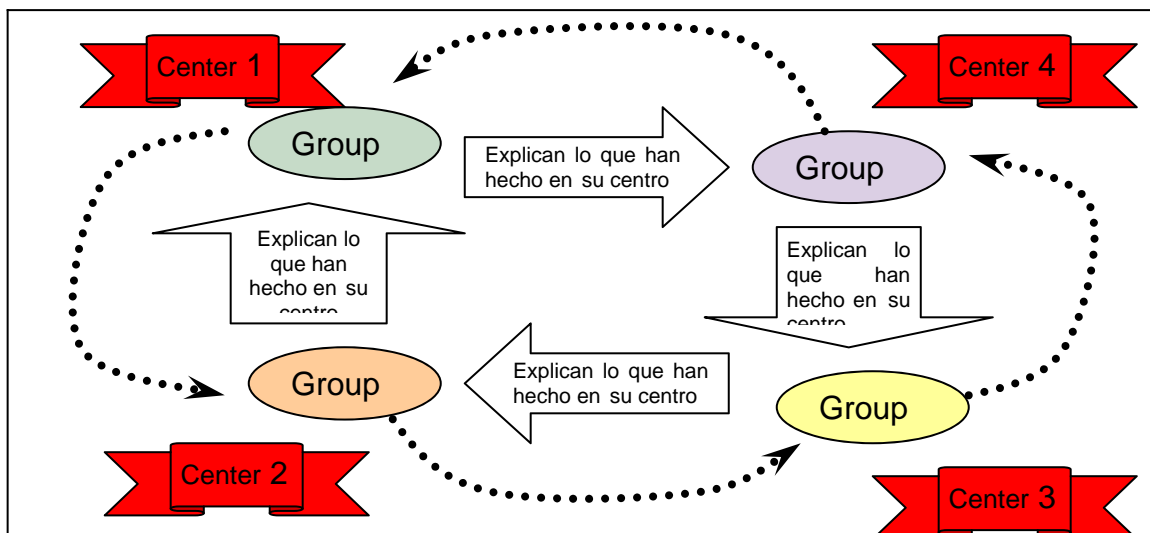 Center 1
Center 4
Group
Explican lo que han
hecho en su centro
Group
Explican lo
que han
hecho en su
centro
Explican lo
que han
hecho en su
centro
Group
Explican lo que han
hecho en su centro
Group
Center 2
Center 3